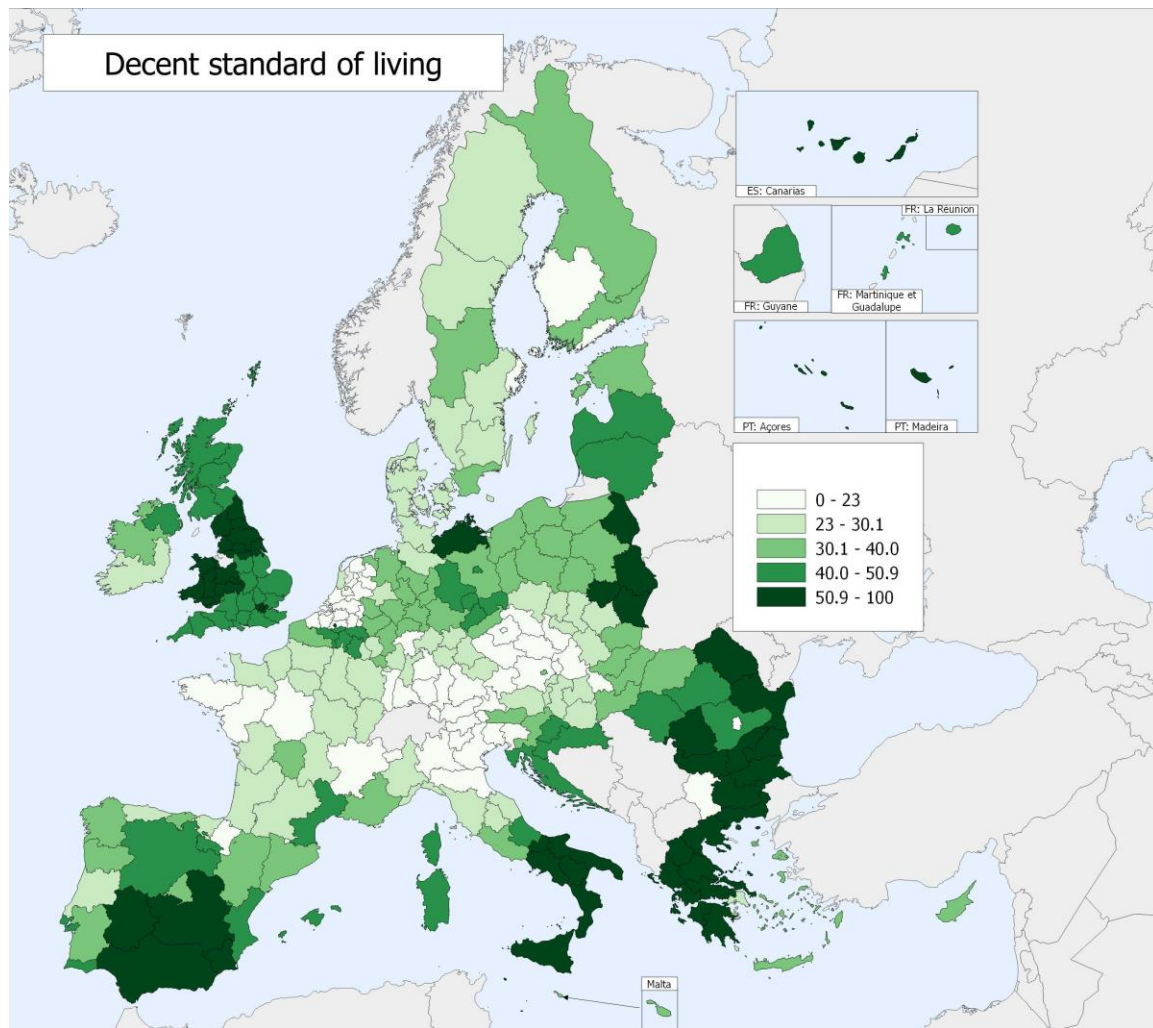 Decent standard of living
ES: Canarias
FR: La Réunion
FR: Guyane
FR: Martinique et
Guadalupe
PT: Açores
PT: Madeira
0 - 23
23 - 30.1
30.1 - 40.0
40.0 - 50.9
50.9 - 100
Malta